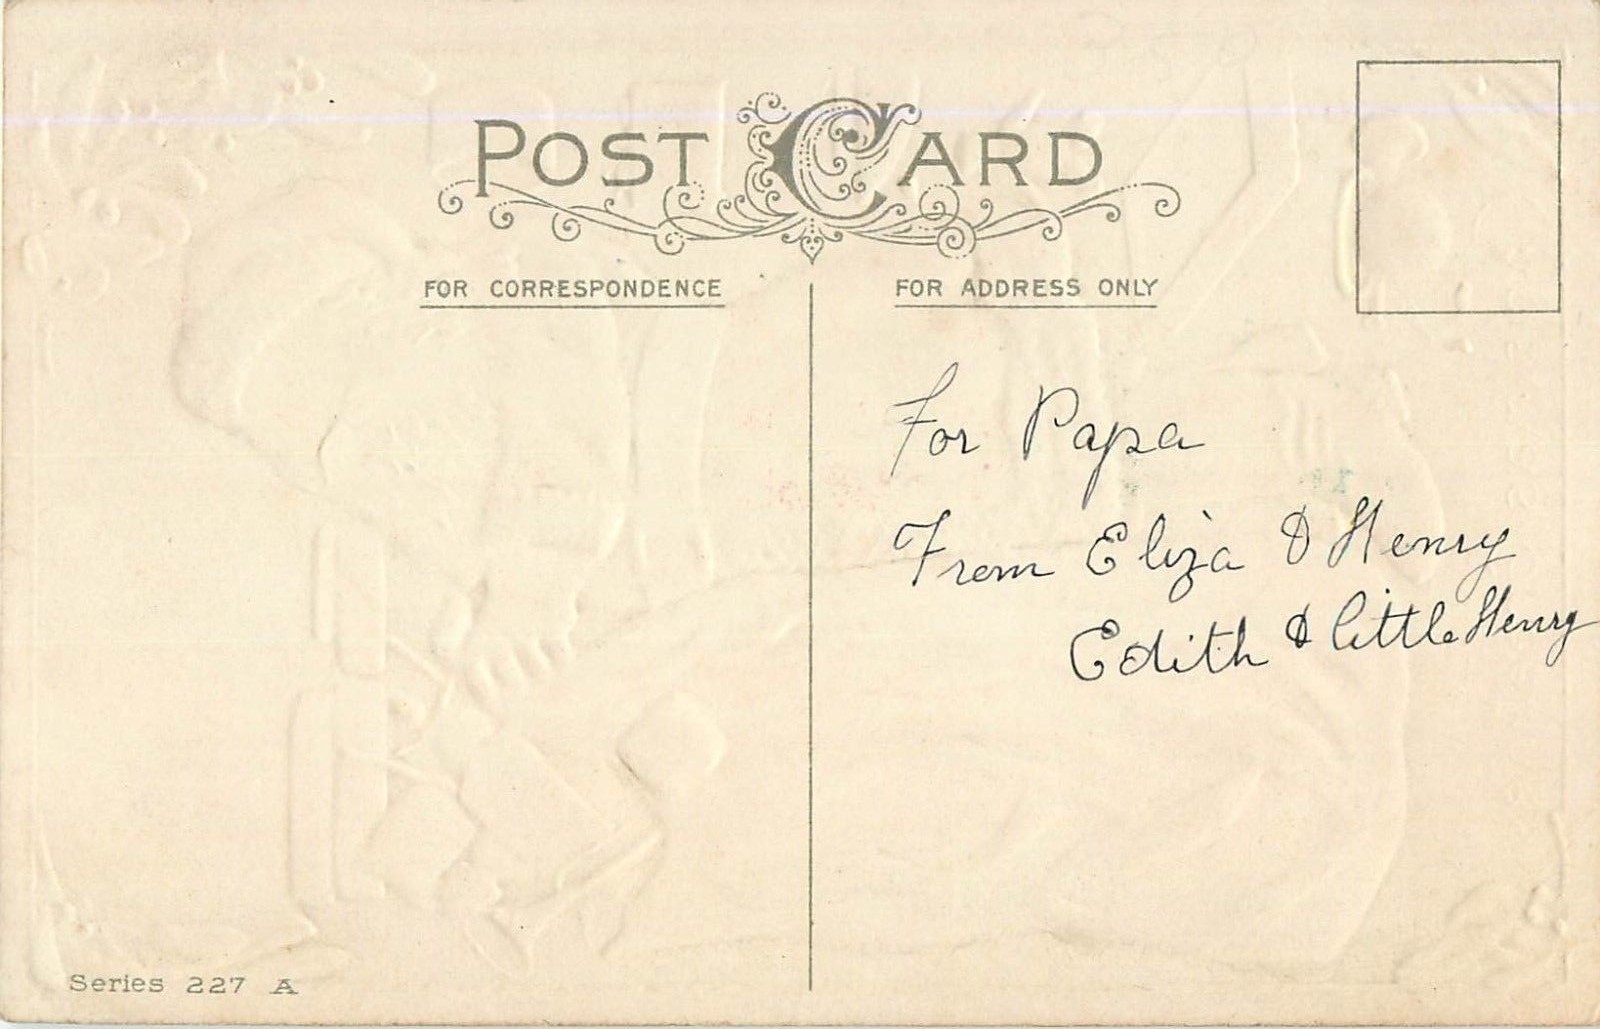 POST CARD
FOR CORRESPONDENCE
FOR ADDRESS ONLY
For Papa
From Eliza & Henry
Edith & little Henry
Series 227 A